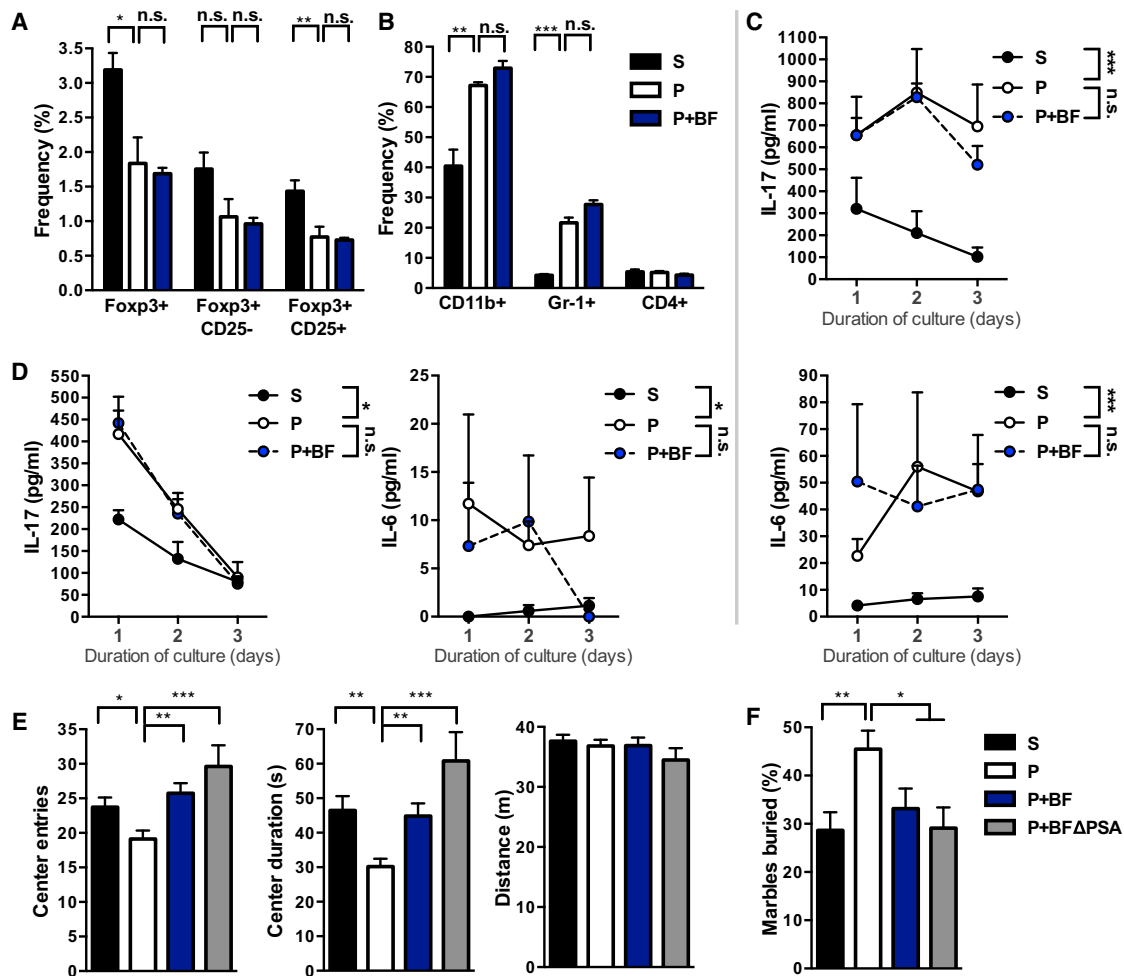 A
* n.s. n.s. n.s. ** n.s.
Frequency (%)
3.5
3.0
2.5
2.0
1.5
1.0
0.5
0.0
Foxp3+ Foxp3+ Foxp3+
CD25- CD25+
B
** n.s. *** n.s.
Frequency (%)
80
70
60
50
40
30
20
10
0
CD11b+ Gr-1+ CD4+
S
P
P+BF
C
IL-17 (pg/ml)
1100
1000
900
800
700
600
500
400
300
200
100
0
1 2 3
Duration of culture (days)
S
P
P+BF
***
n.s.
IL-6 (pg/ml)
90
80
70
60
50
40
30
20
10
0
1 2 3
Duration of culture (days)
S
P
P+BF
***
n.s.
D
IL-17 (pg/ml)
550
500
450
400
350
300
250
200
150
100
50
0
1 2 3
Duration of culture (days)
S
P
P+BF
*
n.s.
IL-6 (pg/ml)
25
20
15
10
5
0
1 2 3
Duration of culture (days)
S
P
P+BF
*
n.s.
E
* *** **
Center entries
35
30
25
20
15
10
5
0
** *** **
Center duration (s)
70
60
50
40
30
20
10
0
Distance (m)
40
30
20
10
0
F
** *
Marbles buried (%)
50
40
30
20
10
0
S
P
P+BF
P+BFΔPSA